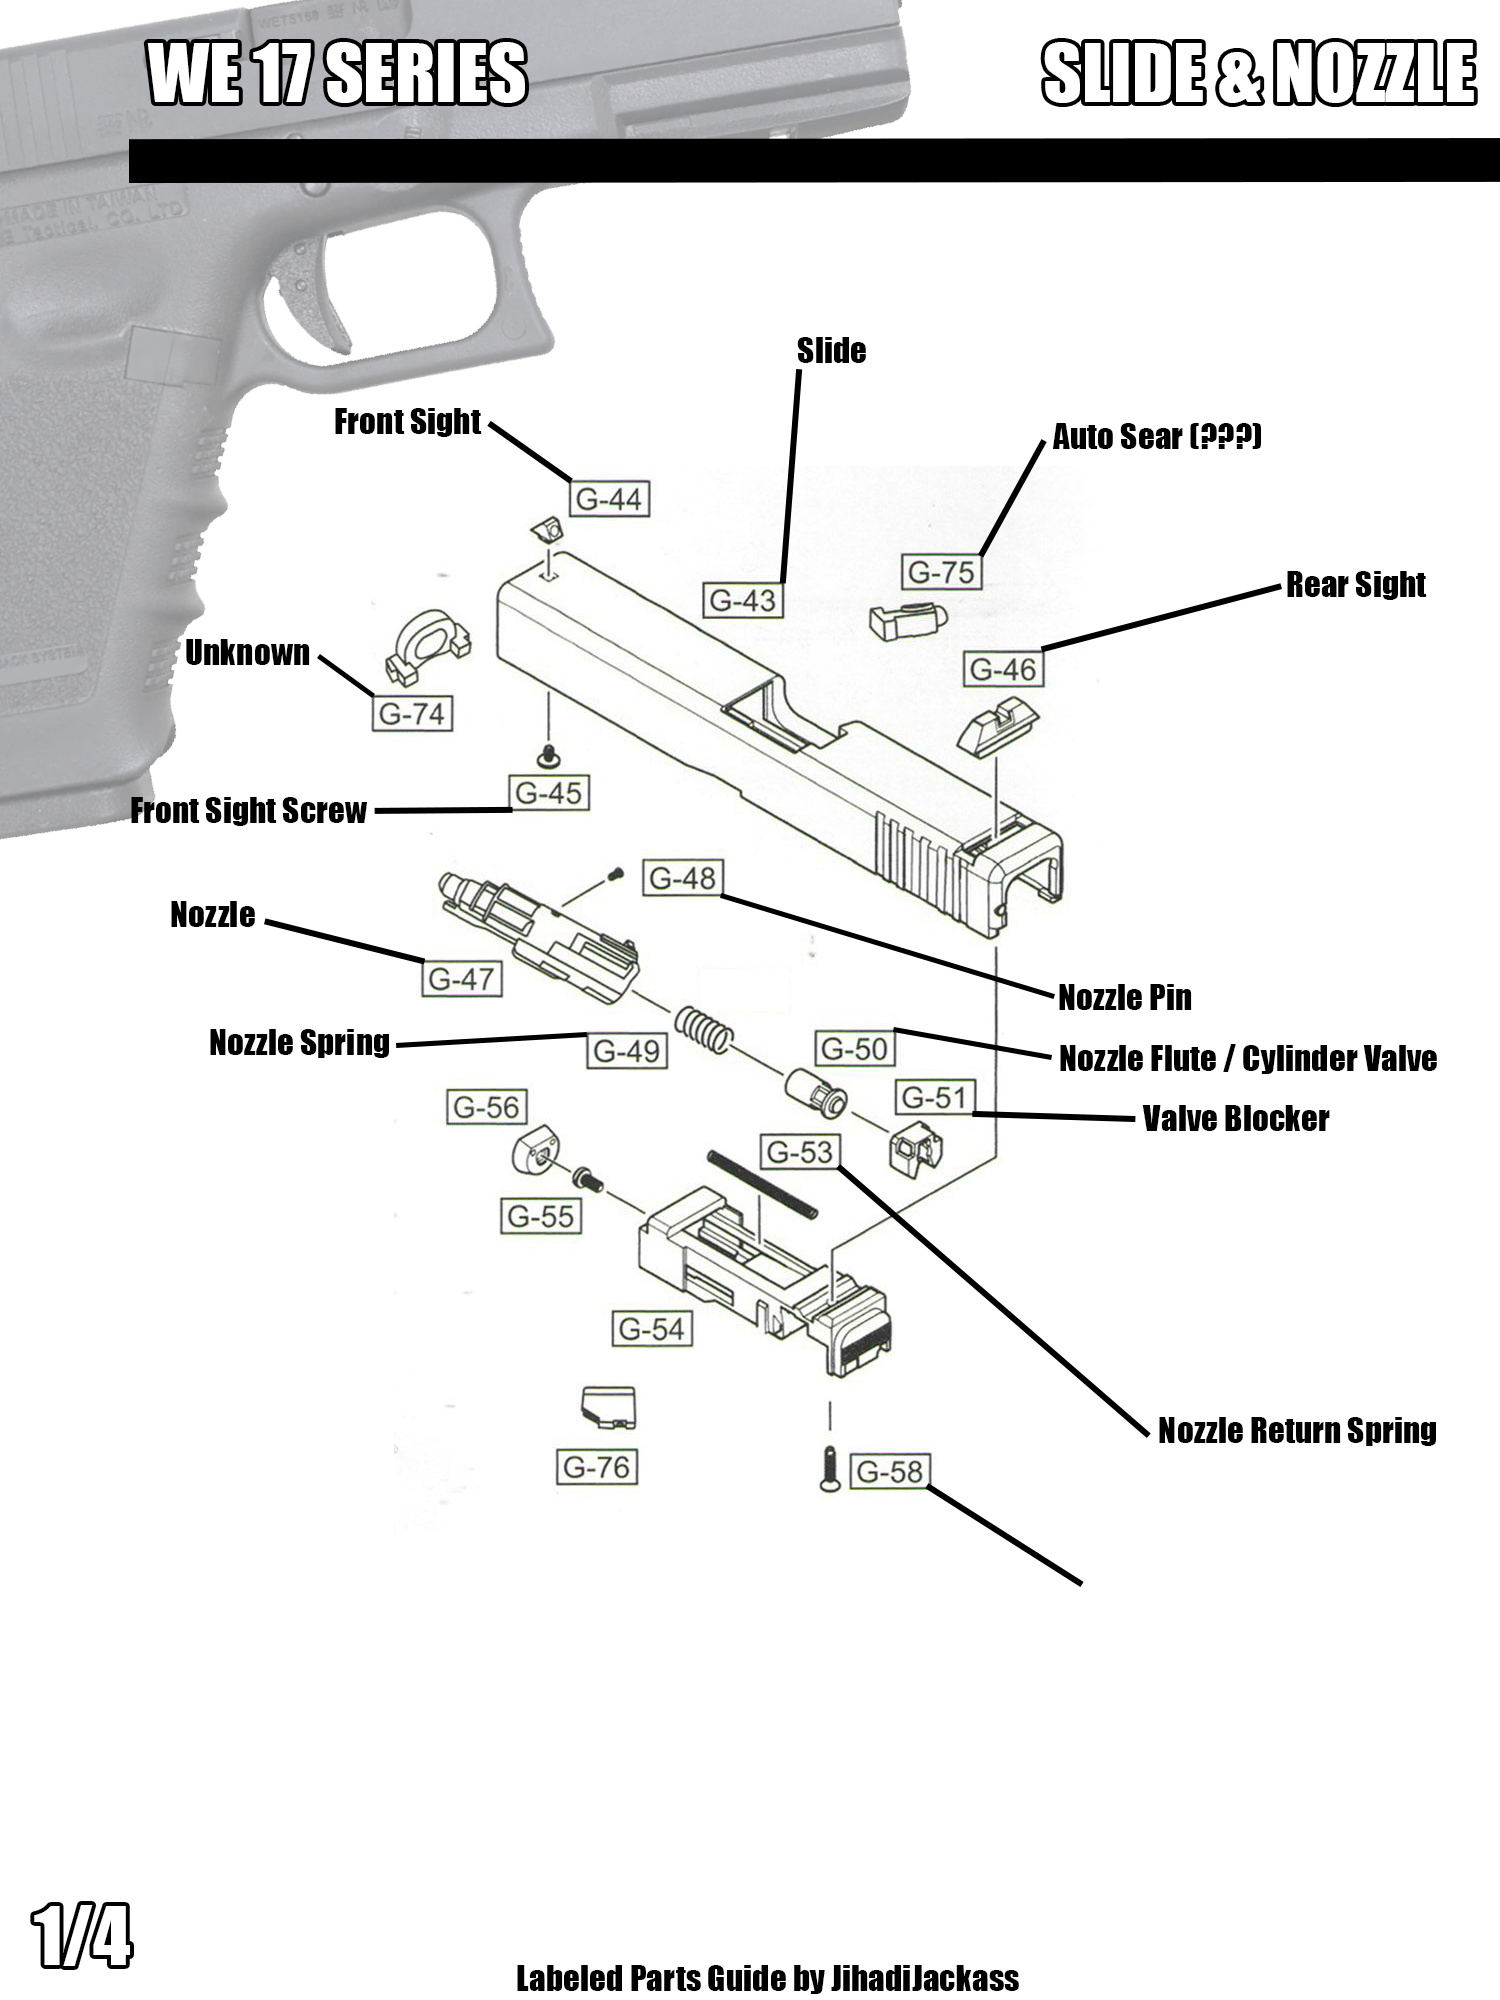 WET5169
WE 17 SERIES
SLIDE & NOZZLE
MADE IN TAIWAN
Tactical, CO. LTD
Slide
Front Sight
Auto Sear (???)
G-44
G-75
Rear Sight
G-43
Unknown
G-46
G-74
Front Sight Screw
G-45
G-48
Nozzle
G-47
Nozzle Pin
Nozzle Spring
G-49
G-50
Nozzle Flute / Cylinder Valve
G-51
Valve Blocker
G-56
G-53
G-55
G-54
Nozzle Return Spring
G-76
G-58
1/4
Labeled Parts Guide by JihadiJackass